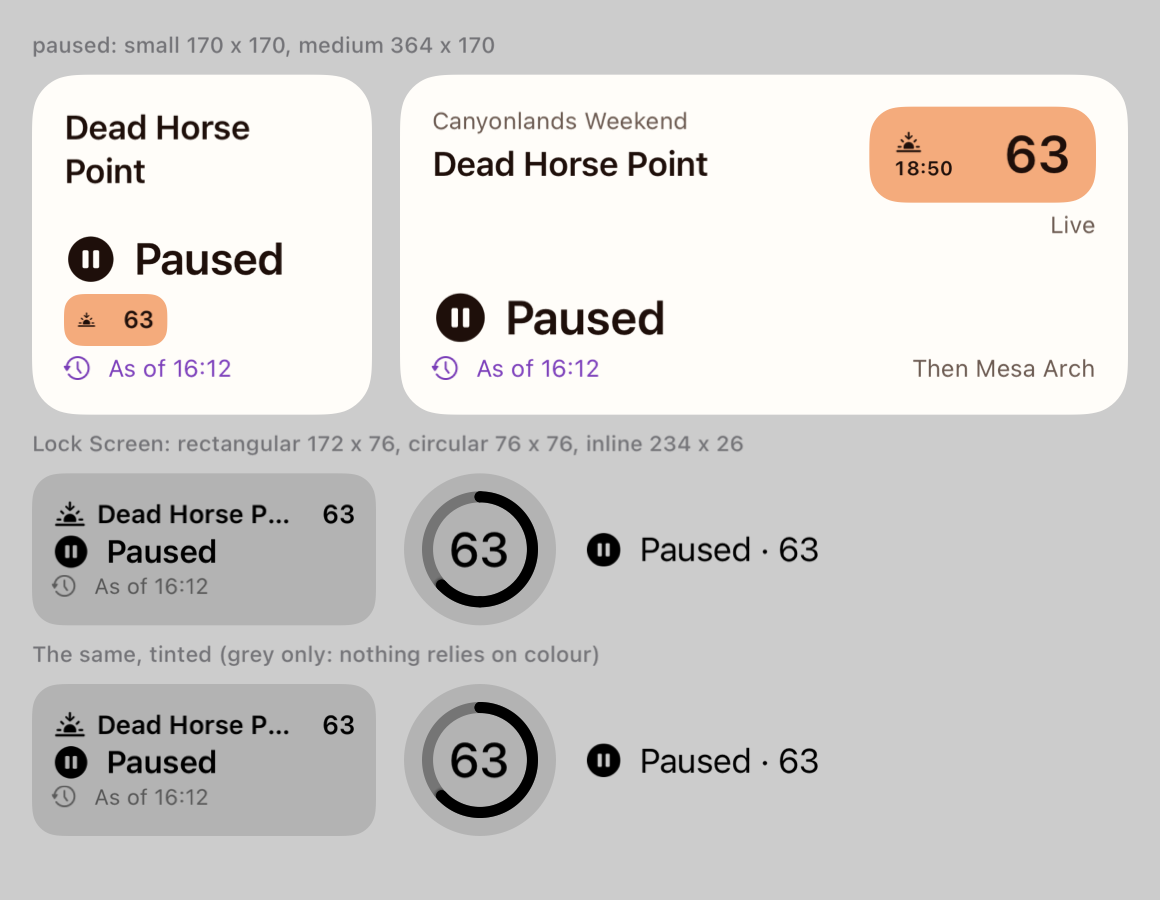 paused: small 170 x 170, medium 364 x 170
Dead Horse
Point
Paused
63
As of 16:12
Canyonlands Weekend
Dead Horse Point
18:50
63
Live
Paused
As of 16:12
Then Mesa Arch
Lock Screen: rectangular 172 x 76, circular 76 x 76, inline 234 x 26
Dead Horse P... 63
Paused
As of 16:12
63
Paused · 63
The same, tinted (grey only: nothing relies on colour)
Dead Horse P... 63
Paused
As of 16:12
63
Paused · 63